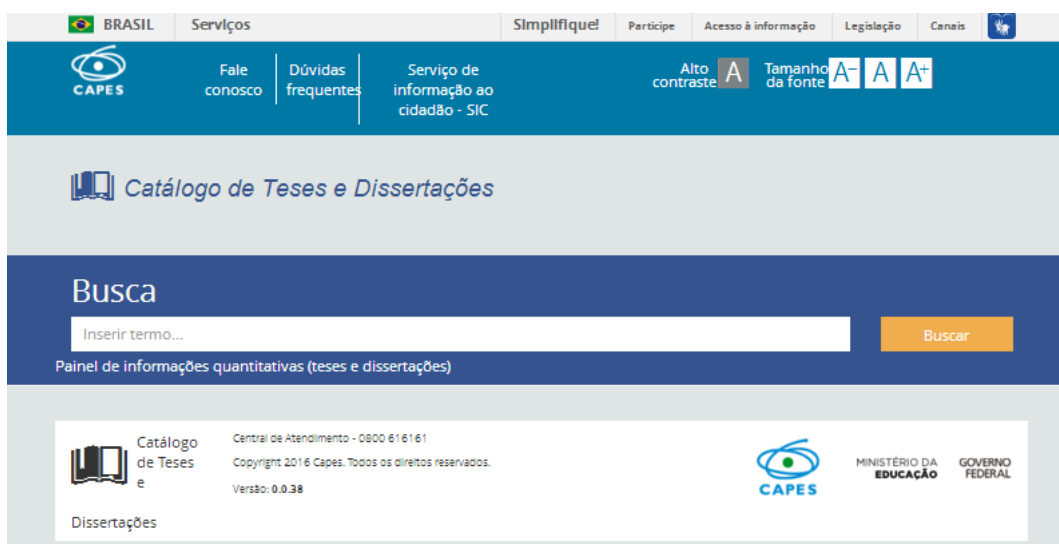 BRASIL Serviços Simplifique! Participe Acesso à informação Legislação Canais
CAPES
Fale
conosco
Dúvidas
frequentes
Serviço de
informação ao
cidadão - SIC
Alto
contraste
A
Tamanho
da fonte
A- A A+
Catálogo de Teses e Dissertações
Busca
Inserir termo...
Buscar
Painel de informações quantitativas (teses e dissertações)
Catálogo
de Teses
e
Dissertações
Central de Atendimento - 0800 616161
Copyright 2016 Capes. Todos os direitos reservados.
Versão: 0.0.38
CAPES
MINISTÉRIO DA
EDUCAÇÃO
GOVERNO
FEDERAL